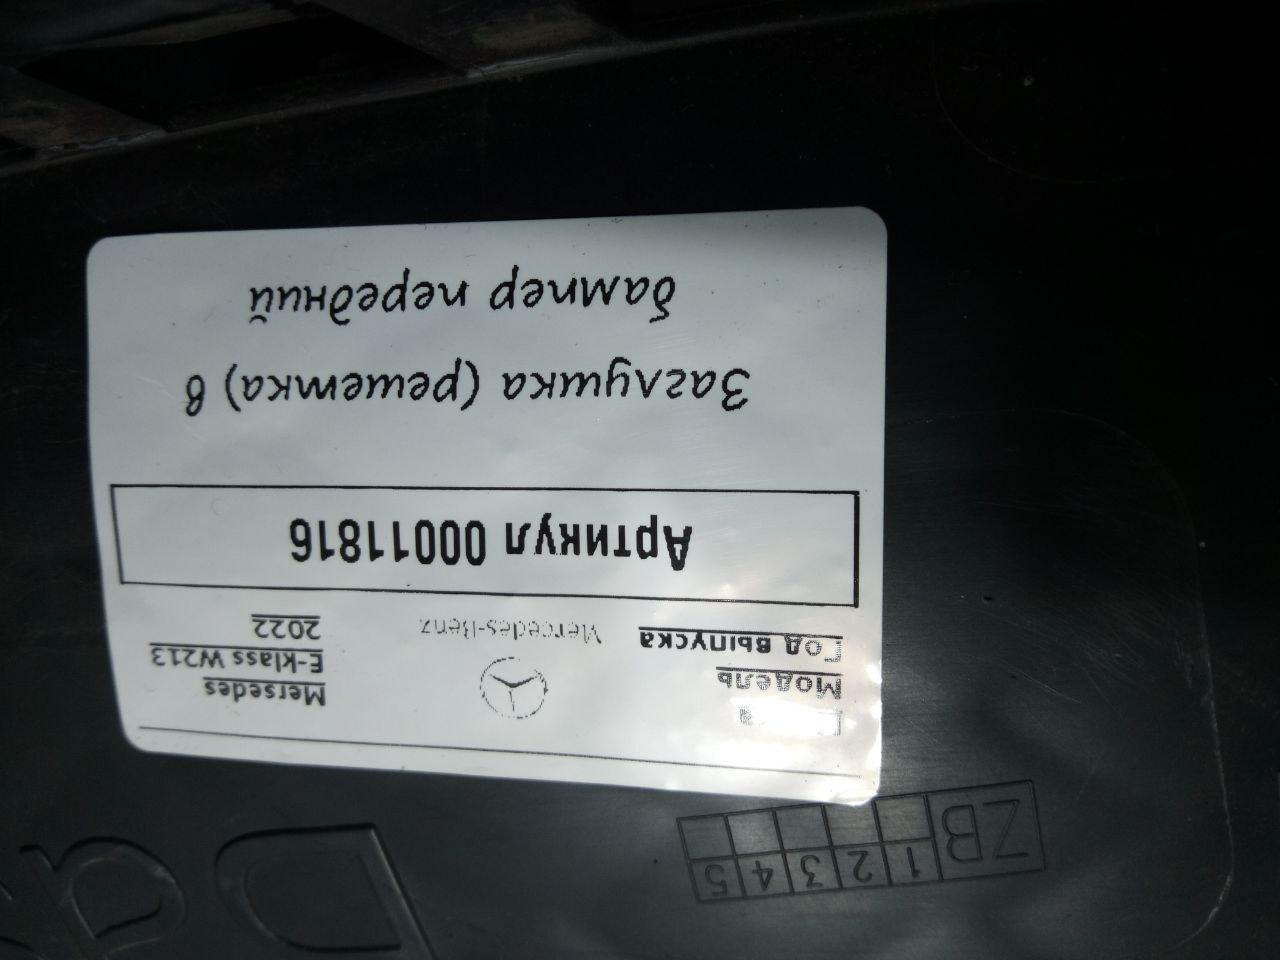 Mersedes
Модель
E-klass W213
Год выпуска
2022
Mercedes-Benz
Артикул 00011816
Заглушка (решетка) в
бампер передний
ZB 1 2 3 4 5